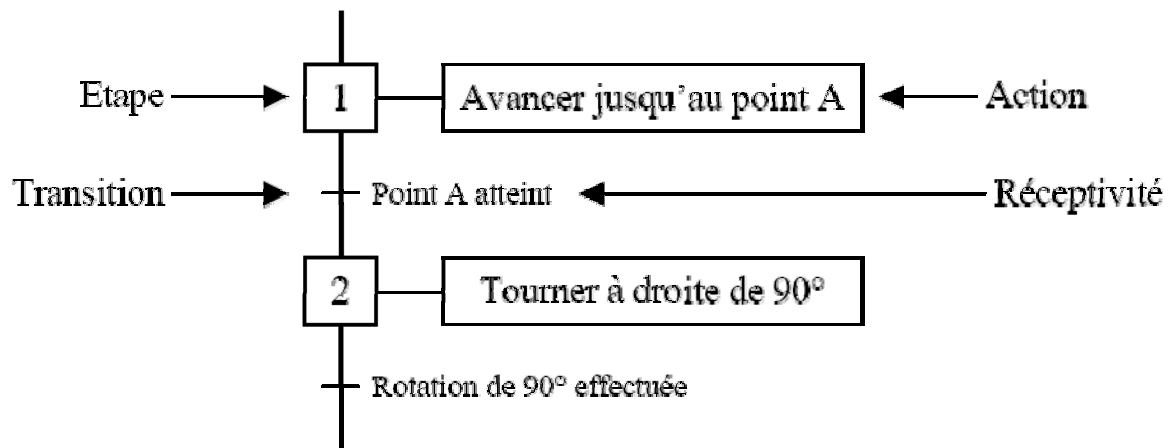 Etape
1
Avancer jusqu'au point A
Action
Transition
Point A atteint
Réceptivité
2
Tourner à droite de 90°
Rotation de 90° effectuée